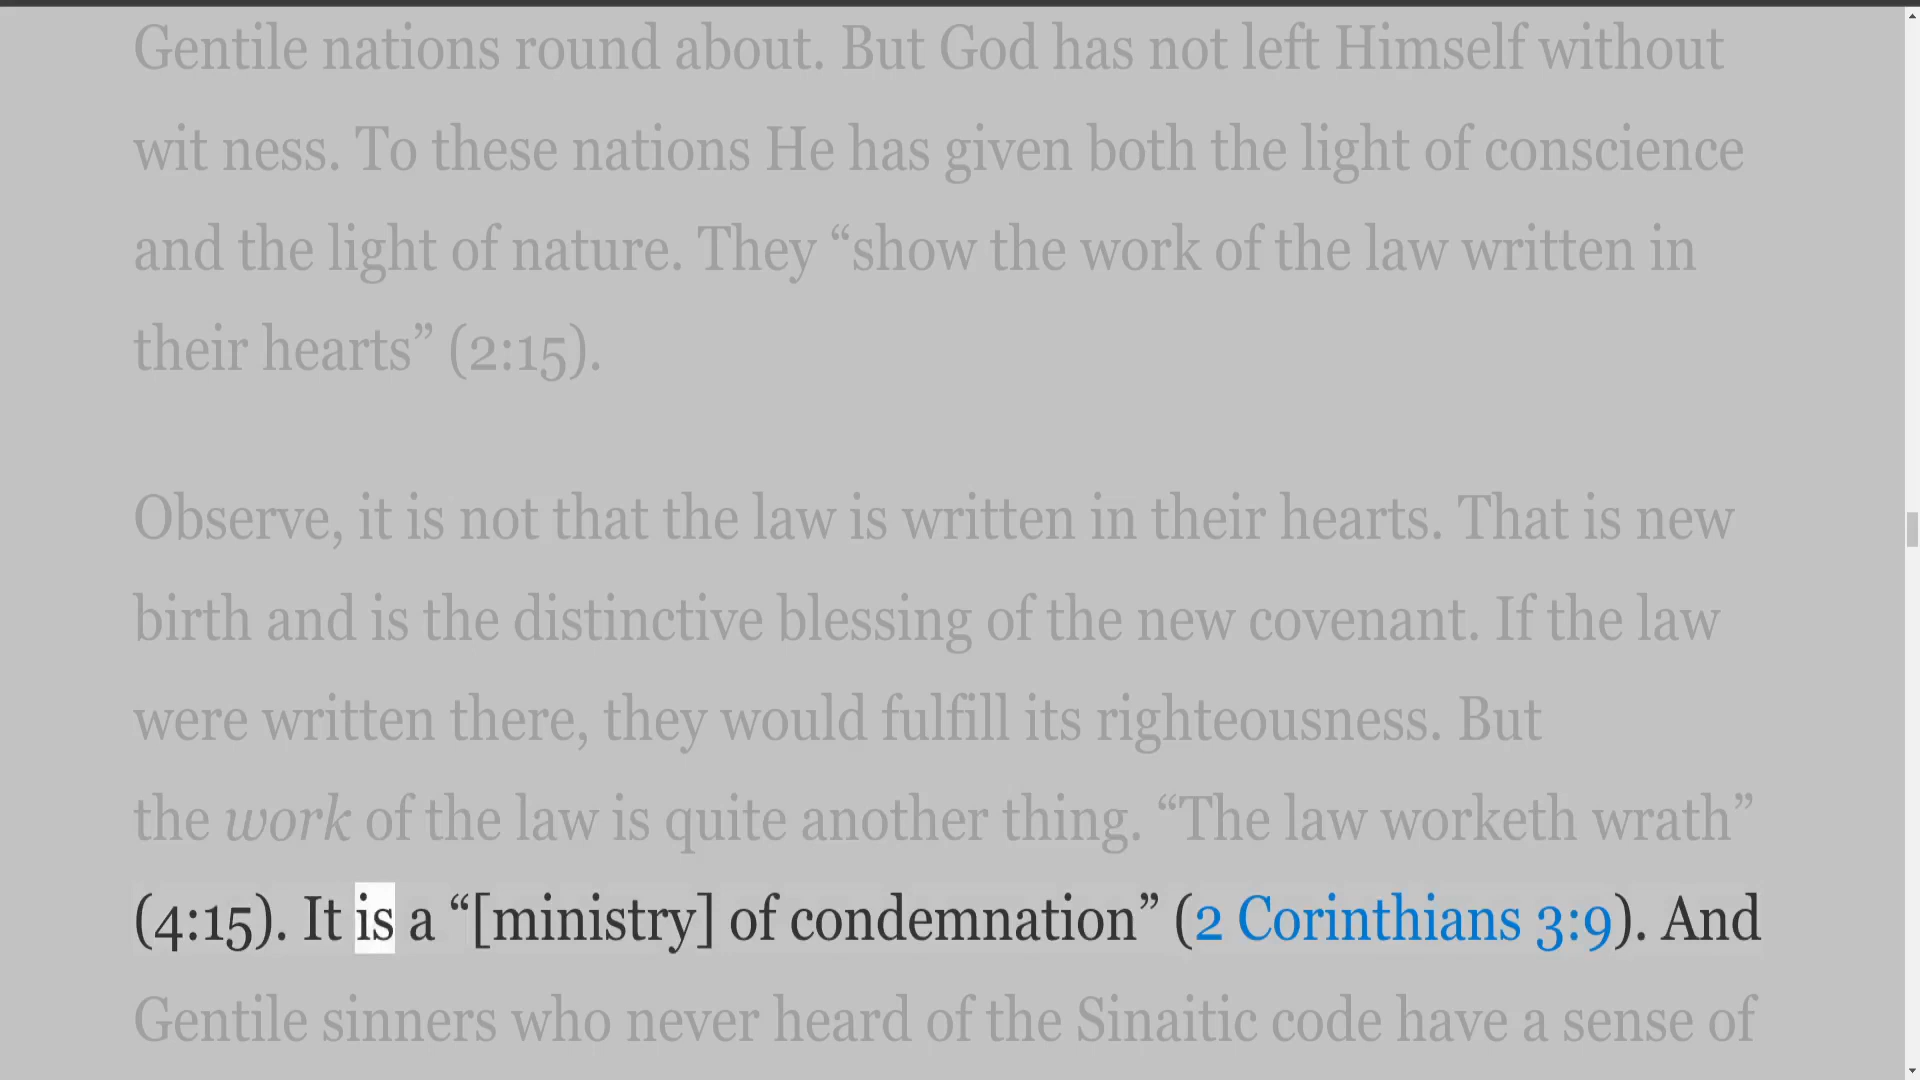 Gentile nations round about. But God has not left Himself without
wit ness. To these nations He has given both the light of conscience
and the light of nature. They “show the work of the law written in
their hearts” (2:15).
Observe, it is not that the law is written in their hearts. That is new
birth and is the distinctive blessing of the new covenant. If the law
were written there, they would fulfill its righteousness. But
the work of the law is quite another thing. “The law worketh wrath”
(4:15). It is a “[ministry] of condemnation” (2 Corinthians 3:9). And
Gentile sinners who never heard of the Sinaitic code have a sense of